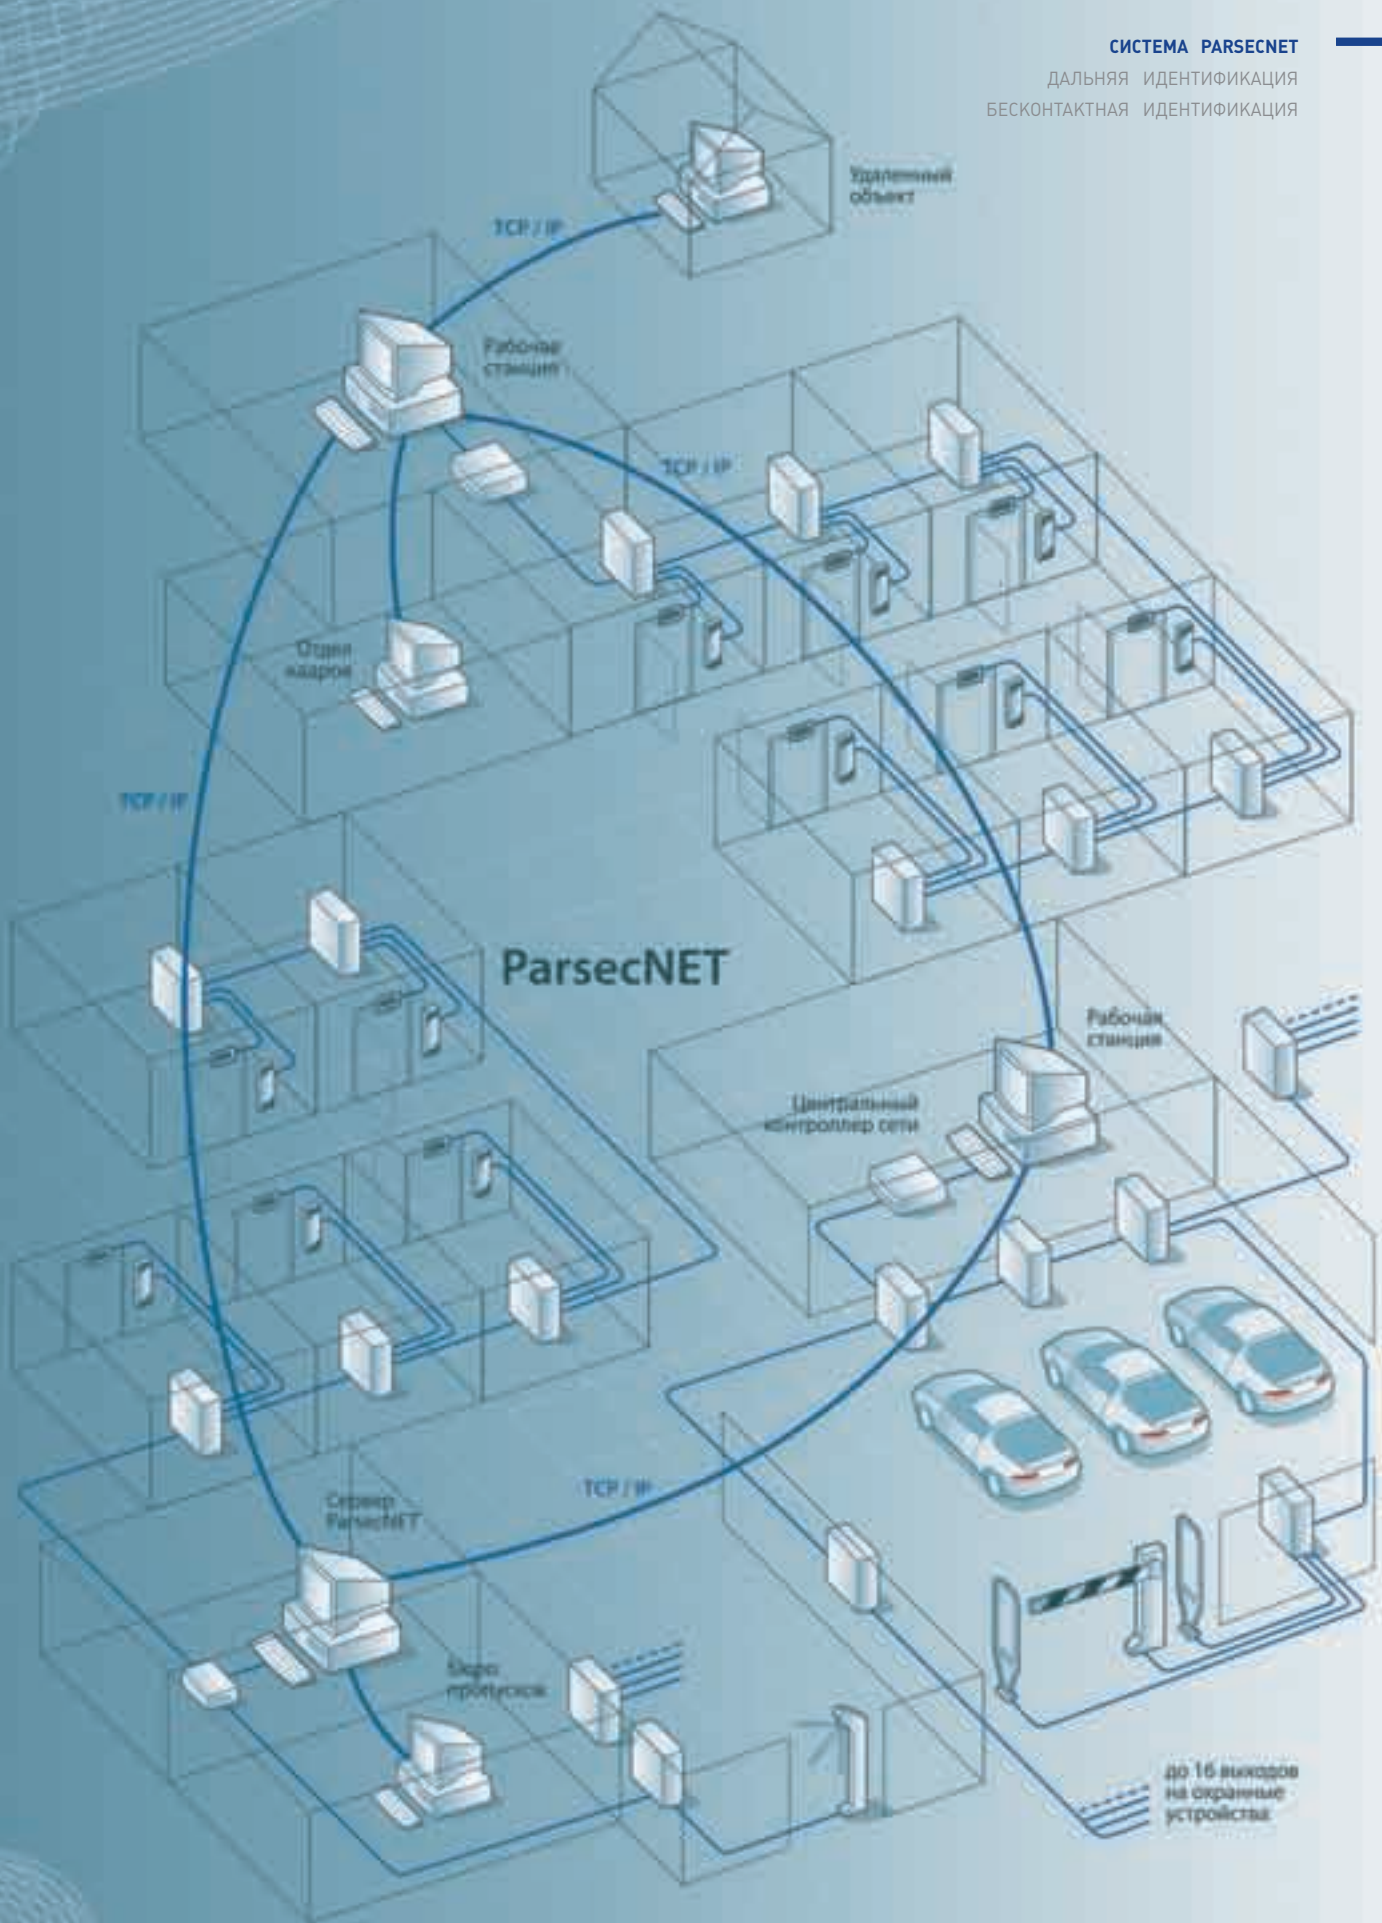 СИСТЕМА PARSECNET
ДАЛЬНЯЯ ИДЕНТИФИКАЦИЯ
БЕСКОНТАКТНАЯ ИДЕНТИФИКАЦИЯ
Удаленный
объект
TCP / IP
Рабочая
станция
TCP / IP
Отдел
кадров
TCP / IP
ParsecNET
Рабочая
станция
Центральный
контроллер сети
TCP / IP
Сервер
ParsecNET
Бюро
пропусков
до 16 выходов
на охранные
устройства